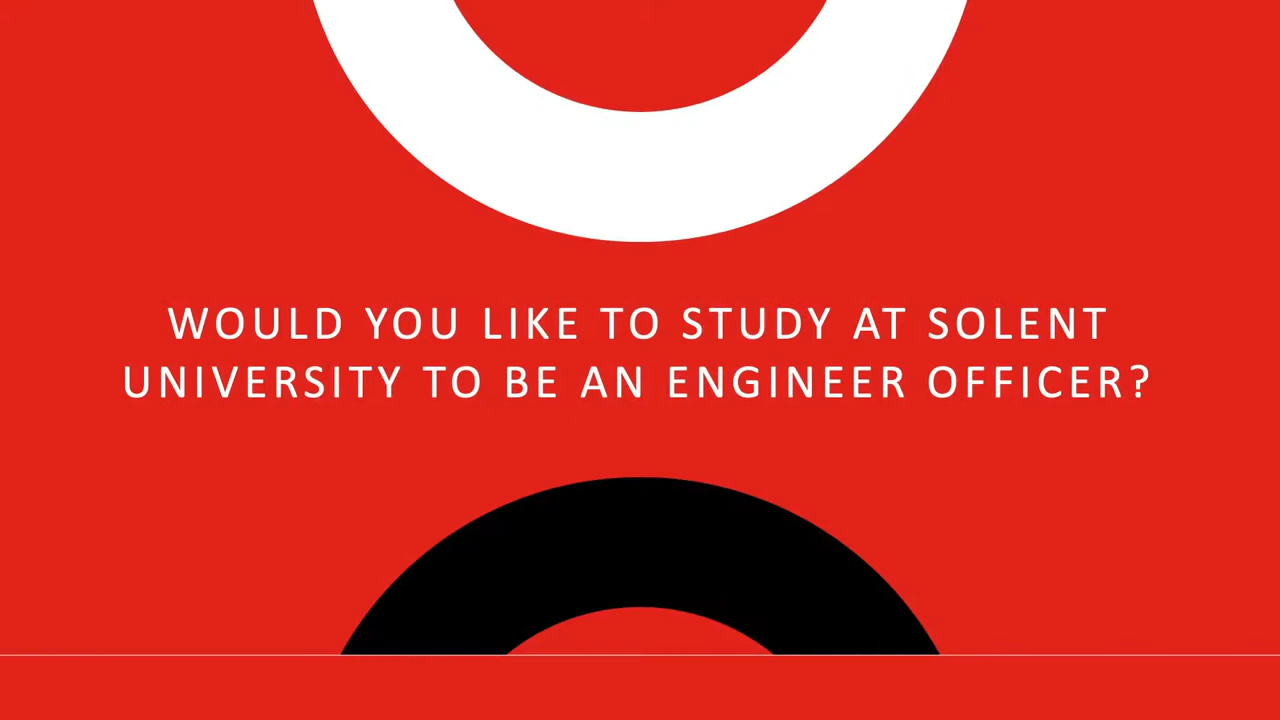 WOULD YOU LIKE TO STUDY AT SOLENT
UNIVERSITY TO BE AN ENGINEER OFFICER?